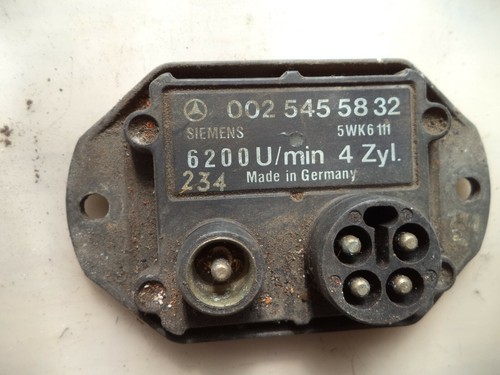 002 545 58 32
SIEMENS 5WK6 111
6200 U/min 4 Zyl.
234 Made in Germany